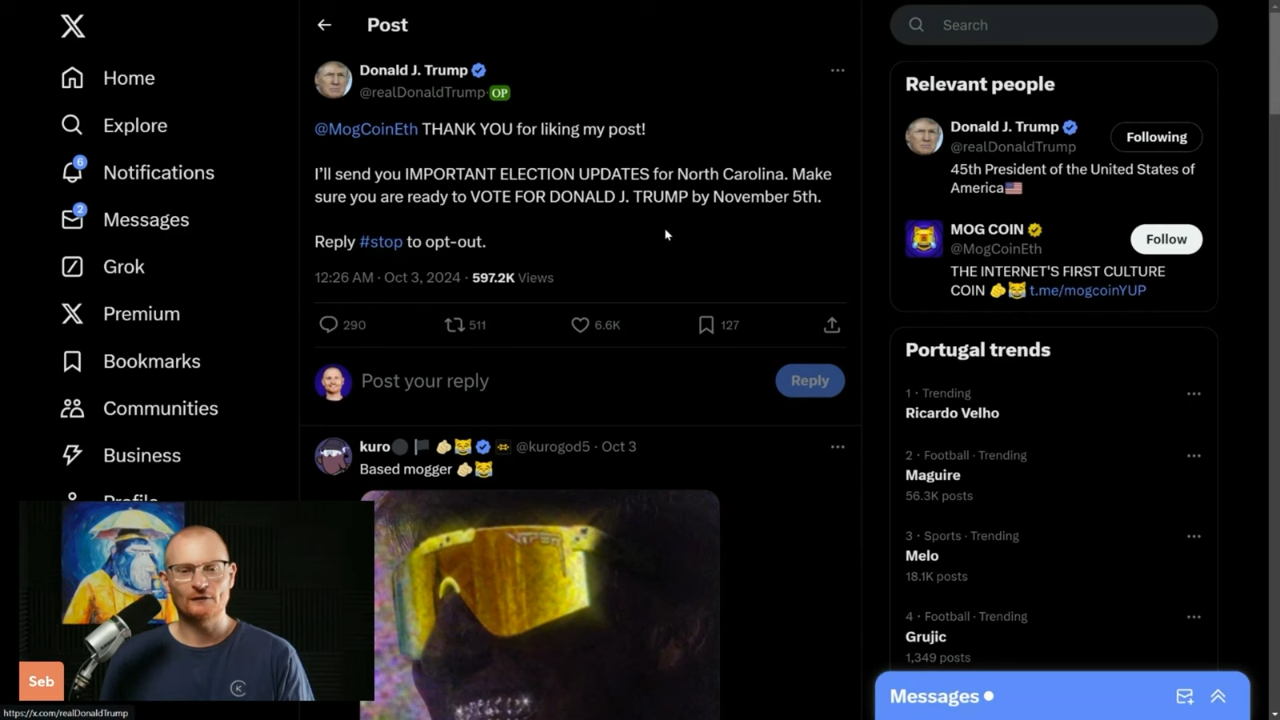 Post
Search
Home
Explore
6
Notifications
2
Messages
Grok
Premium
Bookmarks
Communities
Business
Profile
Donald J. Trump
@realDonaldTrump· OP
@MogCoinEth THANK YOU for liking my post!
I'll send you IMPORTANT ELECTION UPDATES for North Carolina. Make
sure you are ready to VOTE FOR DONALD J. TRUMP by November 5th.
Reply #stop to opt-out.
12:26 AM · Oct 3, 2024 · 597.2K Views
290 511 6.6K 127
Post your reply
Reply
kuro⚫🏴🫵🏻😹 @kurogod5 · Oct 3
Based mogger 🫵🏻😹
VIPER
Relevant people
Donald J. Trump
@realDonaldTrump
Following
45th President of the United States of
America🇺🇸
MOG COIN
@MogCoinEth
Follow
THE INTERNET'S FIRST CULTURE
COIN 🫵😹 t.me/mogcoinYUP
Portugal trends
1 · Trending
Ricardo Velho
2 · Football · Trending
Maguire
56.3K posts
3 · Sports · Trending
Melo
18.1K posts
4 · Football · Trending
Grujic
1,349 posts
Messages
Seb
K
https://x.com/realDonaldTrump